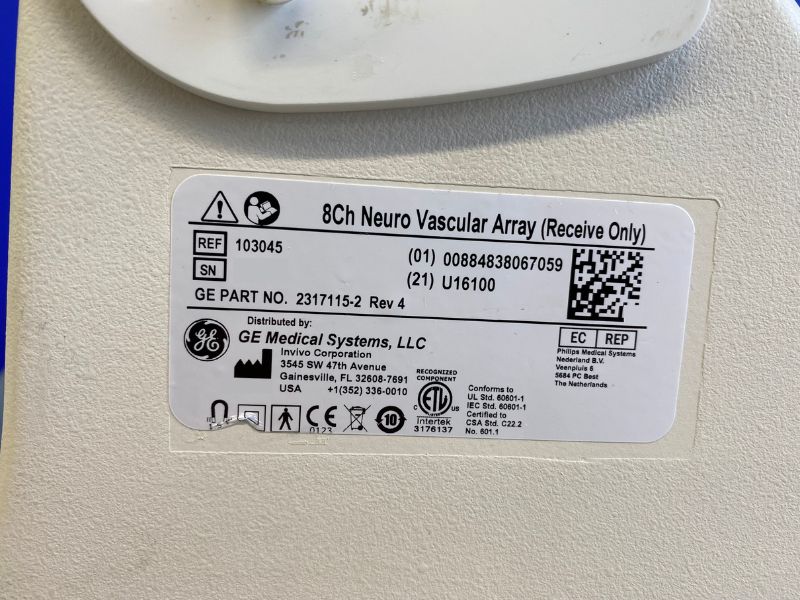 8Ch Neuro Vascular Array (Receive Only)
REF 103045
(01) 00884838067059
SN
(21) U16100
GE PART NO. 2317115-2 Rev 4
Distributed by:
GE GE Medical Systems, LLC
Invivo Corporation
3545 SW 47th Avenue
Gainesville, FL 32608-7691
USA +1(352) 336-0010
EC REP
Philips Medical Systems
Nederland B.V.
Veenpluis 6
5684 PC Best
The Netherlands
CE
0123
10
RECOGNIZED
COMPONENT
C ETL US
Intertek
3176137
Conforms to
UL Std. 60601-1
IEC Std. 60601-1
Certified to
CSA Std. C22.2
No. 601.1